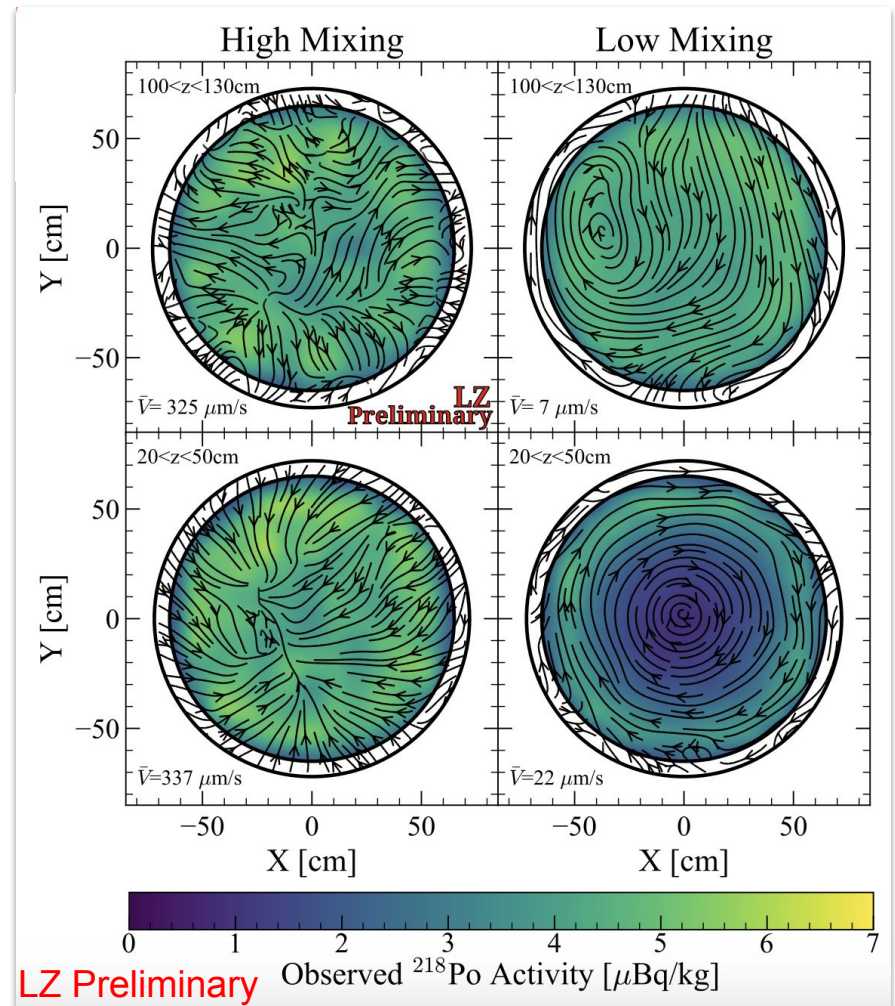 High Mixing
Low Mixing
100<z<130cm
100<z<130cm
Y [cm]
50
0
−50
V̄= 325 μm/s
LZ
Preliminary
V̄= 7 μm/s
20<z<50cm
20<z<50cm
Y [cm]
50
0
−50
V̄=337 μm/s
V̄=22 μm/s
−50 0 50
−50 0 50
X [cm]
X [cm]
0 1 2 3 4 5 6 7
Observed ²¹⁸Po Activity [μBq/kg]
LZ Preliminary